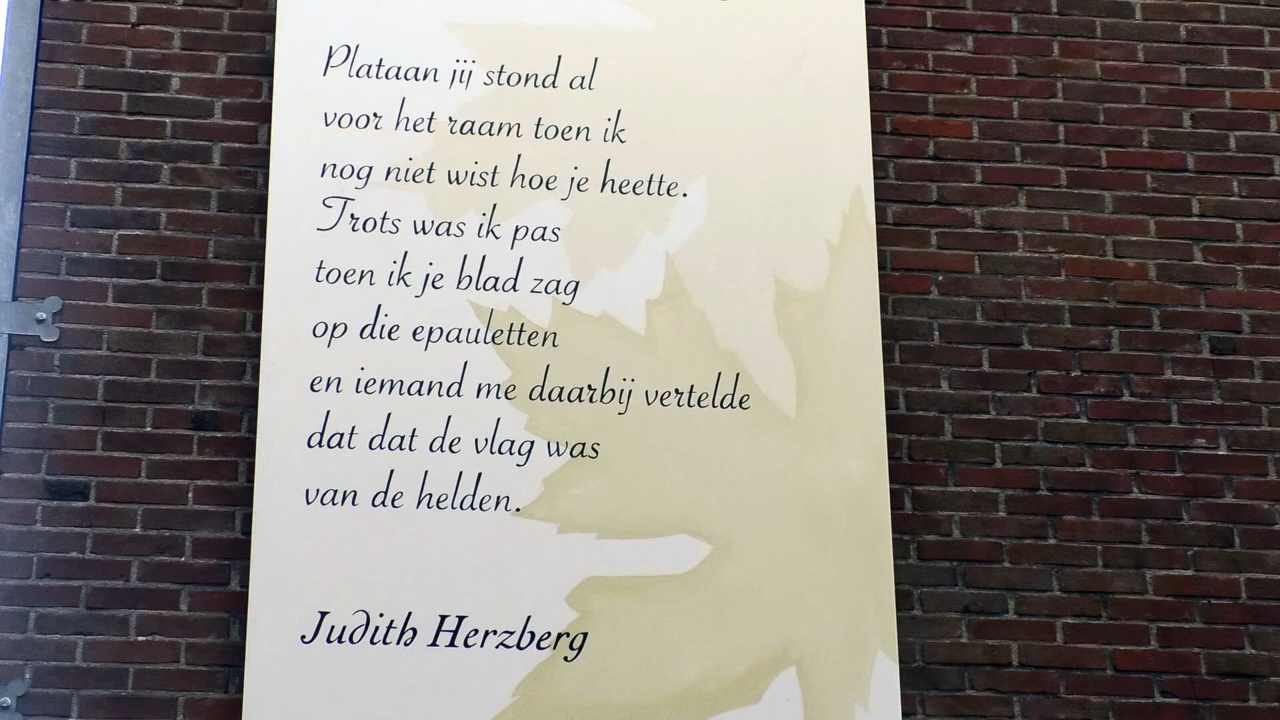 Plataan jij stond al
voor het raam toen ik
nog niet wist hoe je heette.
Trots was ik pas
toen ik je blad zag
op die epauletten
en iemand me daarbij vertelde
dat dat de vlag was
van de helden.
Judith Herzberg